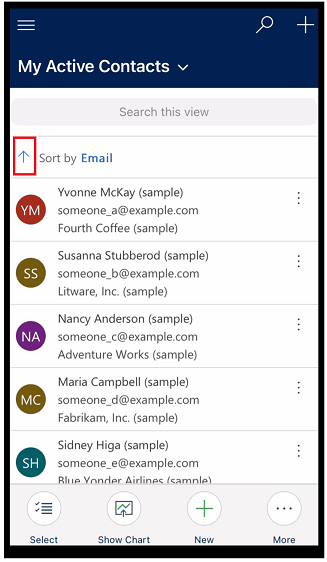 My Active Contacts
Search this view
Sort by Email
YM
Yvonne McKay (sample)
someone_a@example.com
Fourth Coffee (sample)
SS
Susanna Stubberod (sample)
someone_b@example.com
Litware, Inc. (sample)
NA
Nancy Anderson (sample)
someone_c@example.com
Adventure Works (sample)
MC
Maria Campbell (sample)
someone_d@example.com
Fabrikam, Inc. (sample)
SH
Sidney Higa (sample)
someone_e@example.com
Blue Yonder Airlines (sample)
Select Show Chart New More